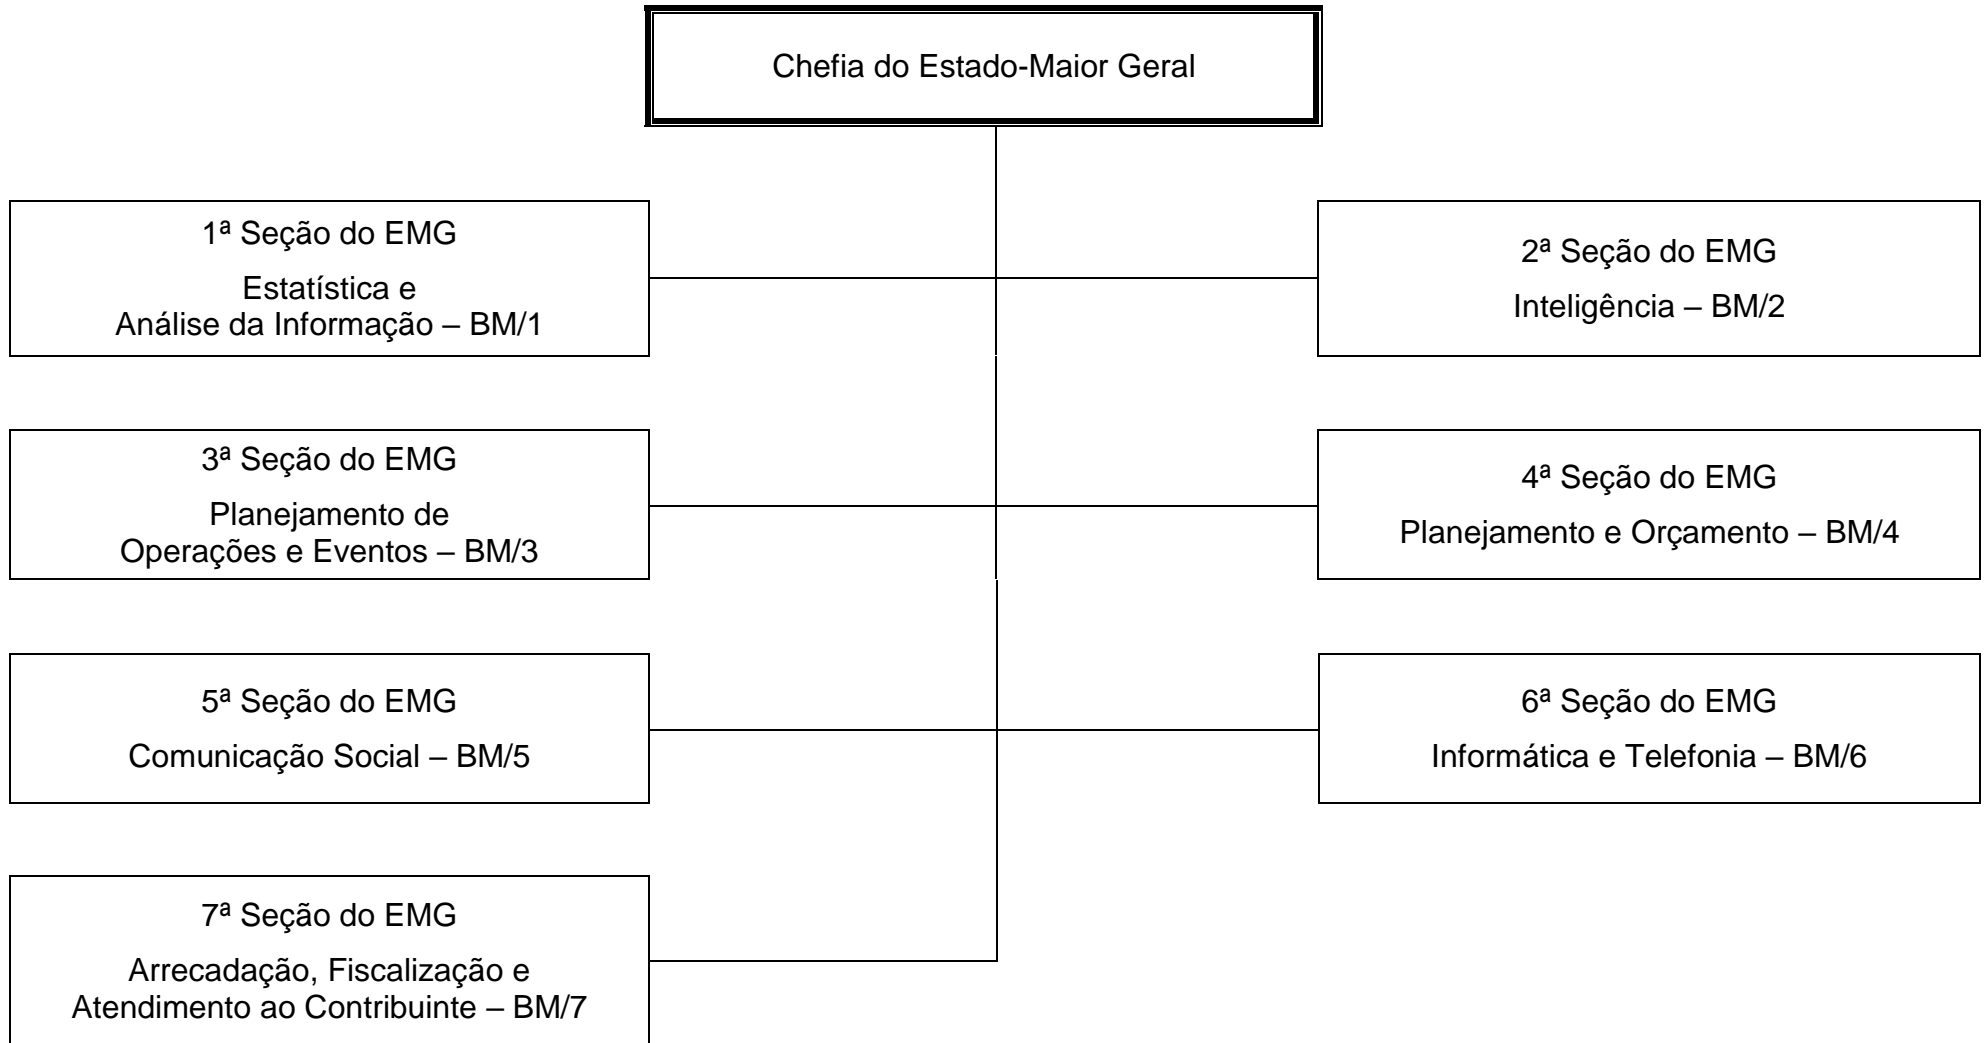 Chefia do Estado-Maior Geral
1ª Seção do EMG
Estatística e
Análise da Informação – BM/1
2ª Seção do EMG
Inteligência – BM/2
3ª Seção do EMG
Planejamento de
Operações e Eventos – BM/3
4ª Seção do EMG
Planejamento e Orçamento – BM/4
5ª Seção do EMG
Comunicação Social – BM/5
6ª Seção do EMG
Informática e Telefonia – BM/6
7ª Seção do EMG
Arrecadação, Fiscalização e
Atendimento ao Contribuinte – BM/7